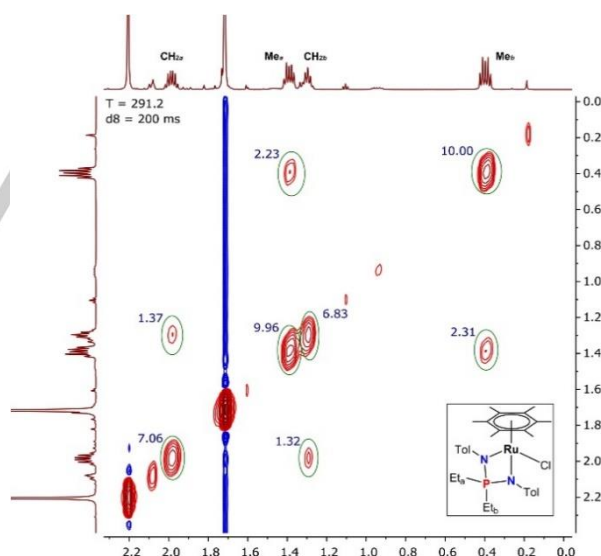 CH2a
Mea
CH2b
Meb
T = 291.2
d8 = 200 ms
0.0
0.2
2.23
10.00
0.4
0.6
0.8
1.0
1.37
9.96
6.83
1.2
2.31
1.4
1.6
7.06
1.32
1.8
2.0
2.2
Tol
Ru
N
Cl
Eta
P
N
Etb
Tol
2.2 2.0 1.8 1.6 1.4 1.2 1.0 0.8 0.6 0.4 0.2 0.0